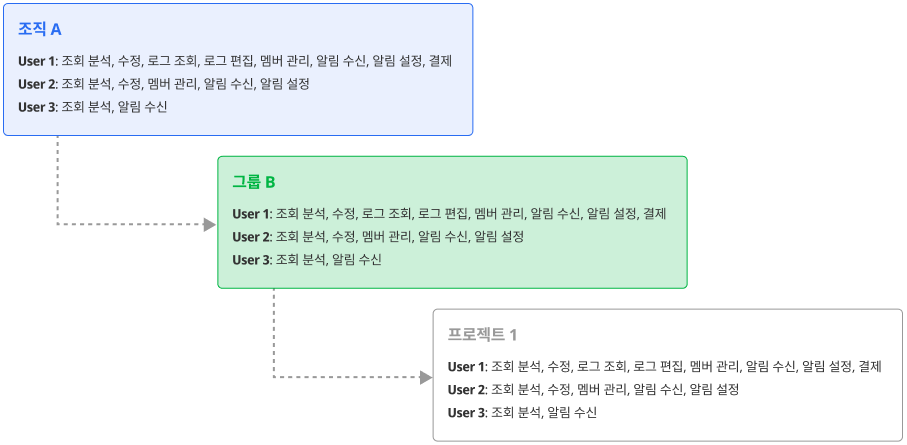 조직 A
User 1: 조회 분석, 수정, 로그 조회, 로그 편집, 멤버 관리, 알림 수신, 알림 설정, 결제
User 2: 조회 분석, 수정, 멤버 관리, 알림 수신, 알림 설정
User 3: 조회 분석, 알림 수신
그룹 B
User 1: 조회 분석, 수정, 로그 조회, 로그 편집, 멤버 관리, 알림 수신, 알림 설정, 결제
User 2: 조회 분석, 수정, 멤버 관리, 알림 수신, 알림 설정
User 3: 조회 분석, 알림 수신
프로젝트 1
User 1: 조회 분석, 수정, 로그 조회, 로그 편집, 멤버 관리, 알림 수신, 알림 설정, 결제
User 2: 조회 분석, 수정, 멤버 관리, 알림 수신, 알림 설정
User 3: 조회 분석, 알림 수신